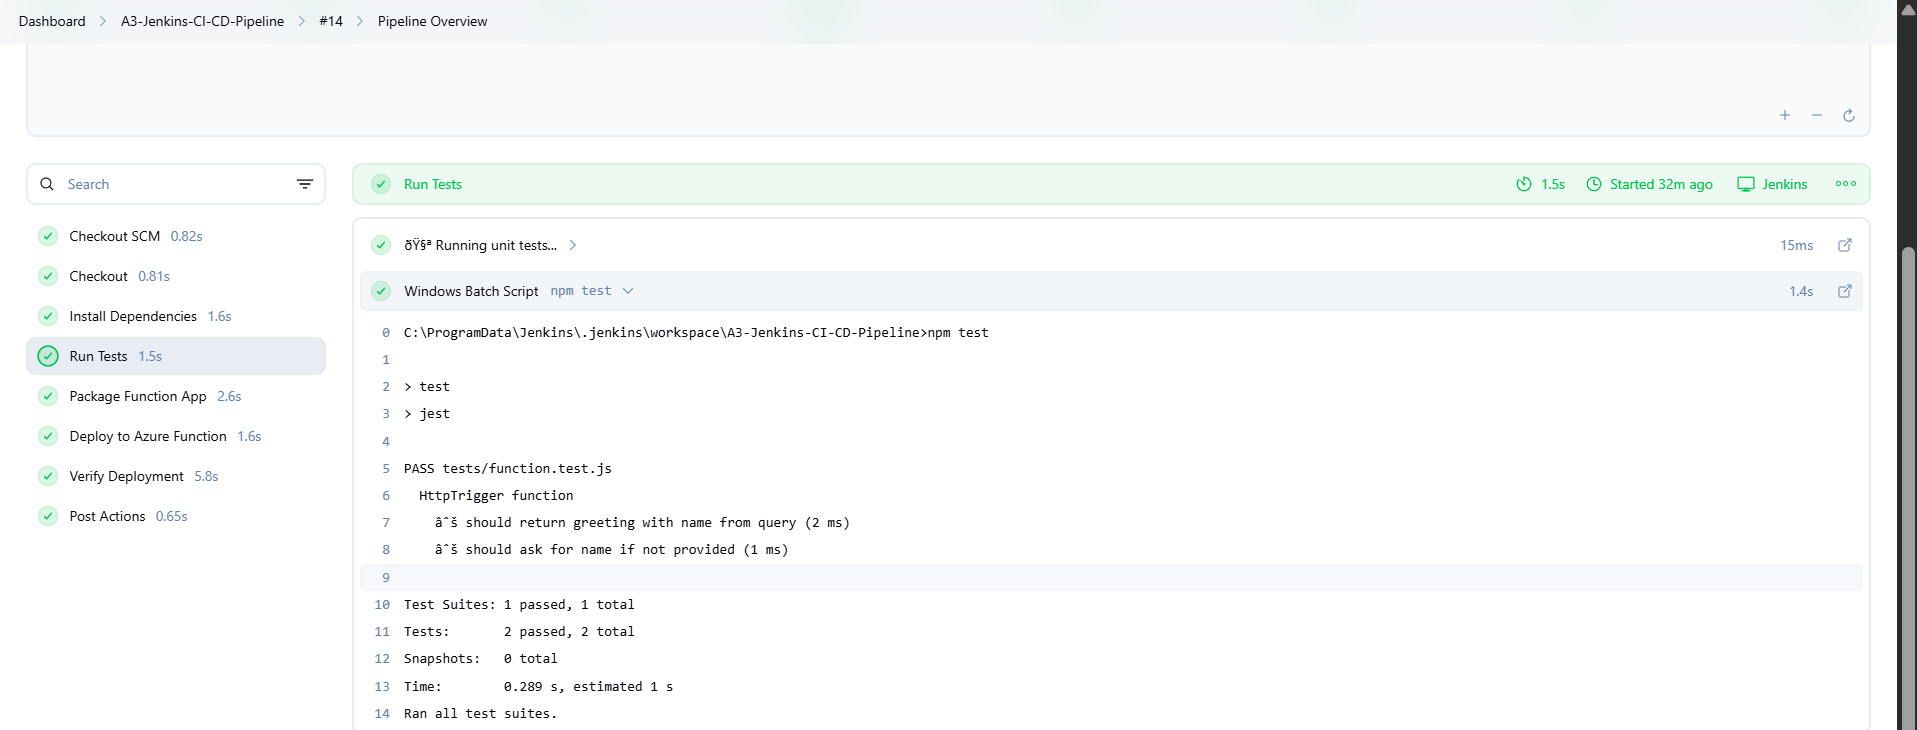 Dashboard > A3-Jenkins-CI-CD-Pipeline > #14 > Pipeline Overview
Search
Checkout SCM 0.82s
Checkout 0.81s
Install Dependencies 1.6s
Run Tests 1.5s
Package Function App 2.6s
Deploy to Azure Function 1.6s
Verify Deployment 5.8s
Post Actions 0.65s
Run Tests 1.5s Started 32m ago Jenkins
ðŸ§ª Running unit tests... 15ms
Windows Batch Script npm test 1.4s
0 C:\ProgramData\Jenkins\.jenkins\workspace\A3-Jenkins-CI-CD-Pipeline>npm test
1
2 > test
3 > jest
4
5 PASS tests/function.test.js
6 HttpTrigger function
7 âˆš should return greeting with name from query (2 ms)
8 âˆš should ask for name if not provided (1 ms)
9
10 Test Suites: 1 passed, 1 total
11 Tests: 2 passed, 2 total
12 Snapshots: 0 total
13 Time: 0.289 s, estimated 1 s
14 Ran all test suites.